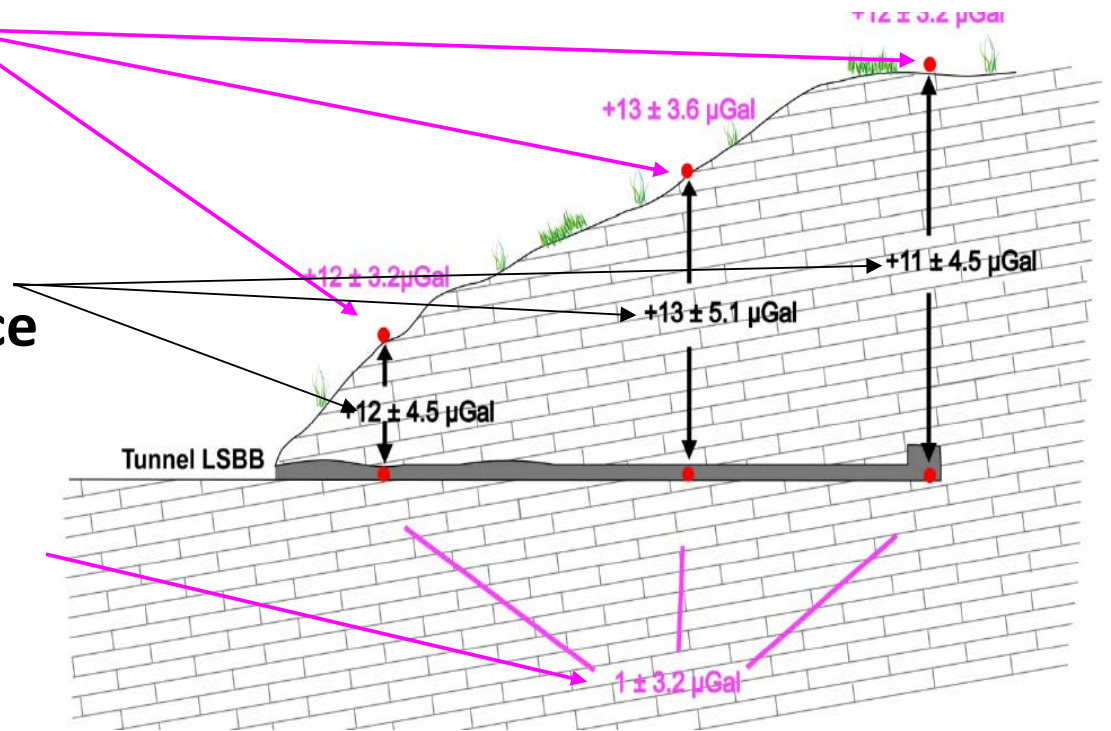 +12 ± 3.2 µGal
+13 ± 3.6 µGal
+12 ± 3.2µGal
+11 ± 4.5 µGal
+13 ± 5.1 µGal
ce
+12 ± 4.5 µGal
Tunnel LSBB
1 ± 3.2 µGal